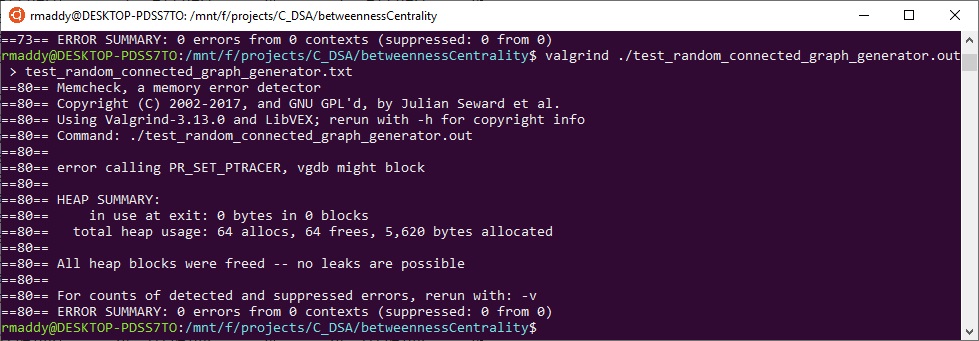 rmaddy@DESKTOP-PDSS7TO: /mnt/f/projects/C_DSA/betweennessCentrality
==73== ERROR SUMMARY: 0 errors from 0 contexts (suppressed: 0 from 0)
rmaddy@DESKTOP-PDSS7TO:/mnt/f/projects/C_DSA/betweennessCentrality$ valgrind ./test_random_connected_graph_generator.out
 > test_random_connected_graph_generator.txt
==80== Memcheck, a memory error detector
==80== Copyright (C) 2002-2017, and GNU GPL'd, by Julian Seward et al.
==80== Using Valgrind-3.13.0 and LibVEX; rerun with -h for copyright info
==80== Command: ./test_random_connected_graph_generator.out
==80==
==80== error calling PR_SET_PTRACER, vgdb might block
==80==
==80== HEAP SUMMARY:
==80==     in use at exit: 0 bytes in 0 blocks
==80==   total heap usage: 64 allocs, 64 frees, 5,620 bytes allocated
==80==
==80== All heap blocks were freed -- no leaks are possible
==80==
==80== For counts of detected and suppressed errors, rerun with: -v
==80== ERROR SUMMARY: 0 errors from 0 contexts (suppressed: 0 from 0)
rmaddy@DESKTOP-PDSS7TO:/mnt/f/projects/C_DSA/betweennessCentrality$